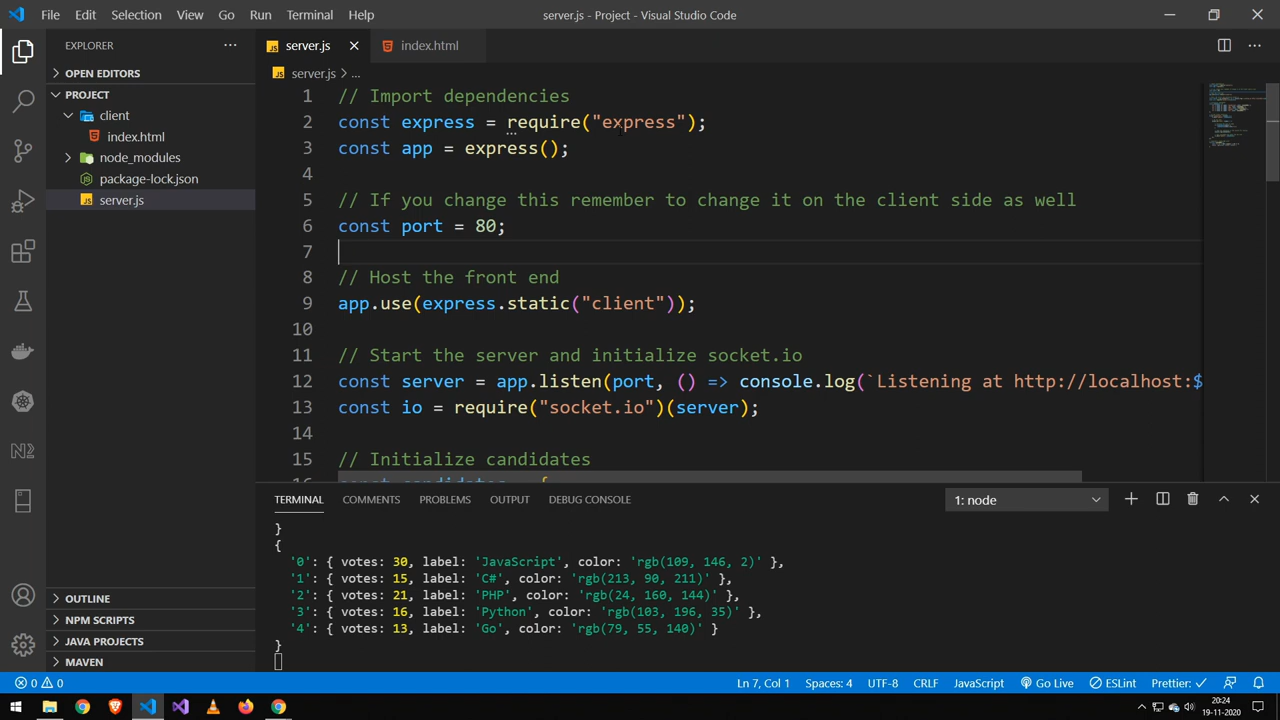 File Edit Selection View Go Run Terminal Help server.js - Project - Visual Studio Code
EXPLORER
OPEN EDITORS
PROJECT
client
index.html
node_modules
package-lock.json
JS server.js
OUTLINE
NPM SCRIPTS
JAVA PROJECTS
MAVEN
JS server.js index.html
JS server.js > ...
1 // Import dependencies
2 const express = require("express");
3 const app = express();
4
5 // If you change this remember to change it on the client side as well
6 const port = 80;
7
8 // Host the front end
9 app.use(express.static("client"));
10
11 // Start the server and initialize socket.io
12 const server = app.listen(port, () => console.log(`Listening at http://localhost:$
13 const io = require("socket.io")(server);
14
15 // Initialize candidates
TERMINAL COMMENTS PROBLEMS OUTPUT DEBUG CONSOLE 1: node
}
{
'0': { votes: 30, label: 'JavaScript', color: 'rgb(109, 146, 2)' },
'1': { votes: 15, label: 'C#', color: 'rgb(213, 90, 211)' },
'2': { votes: 21, label: 'PHP', color: 'rgb(24, 160, 144)' },
'3': { votes: 16, label: 'Python', color: 'rgb(103, 196, 35)' },
'4': { votes: 13, label: 'Go', color: 'rgb(79, 55, 140)' }
}
0 0 Ln 7, Col 1 Spaces: 4 UTF-8 CRLF JavaScript Go Live ESLint Prettier: ✓
20:24
19-11-2020